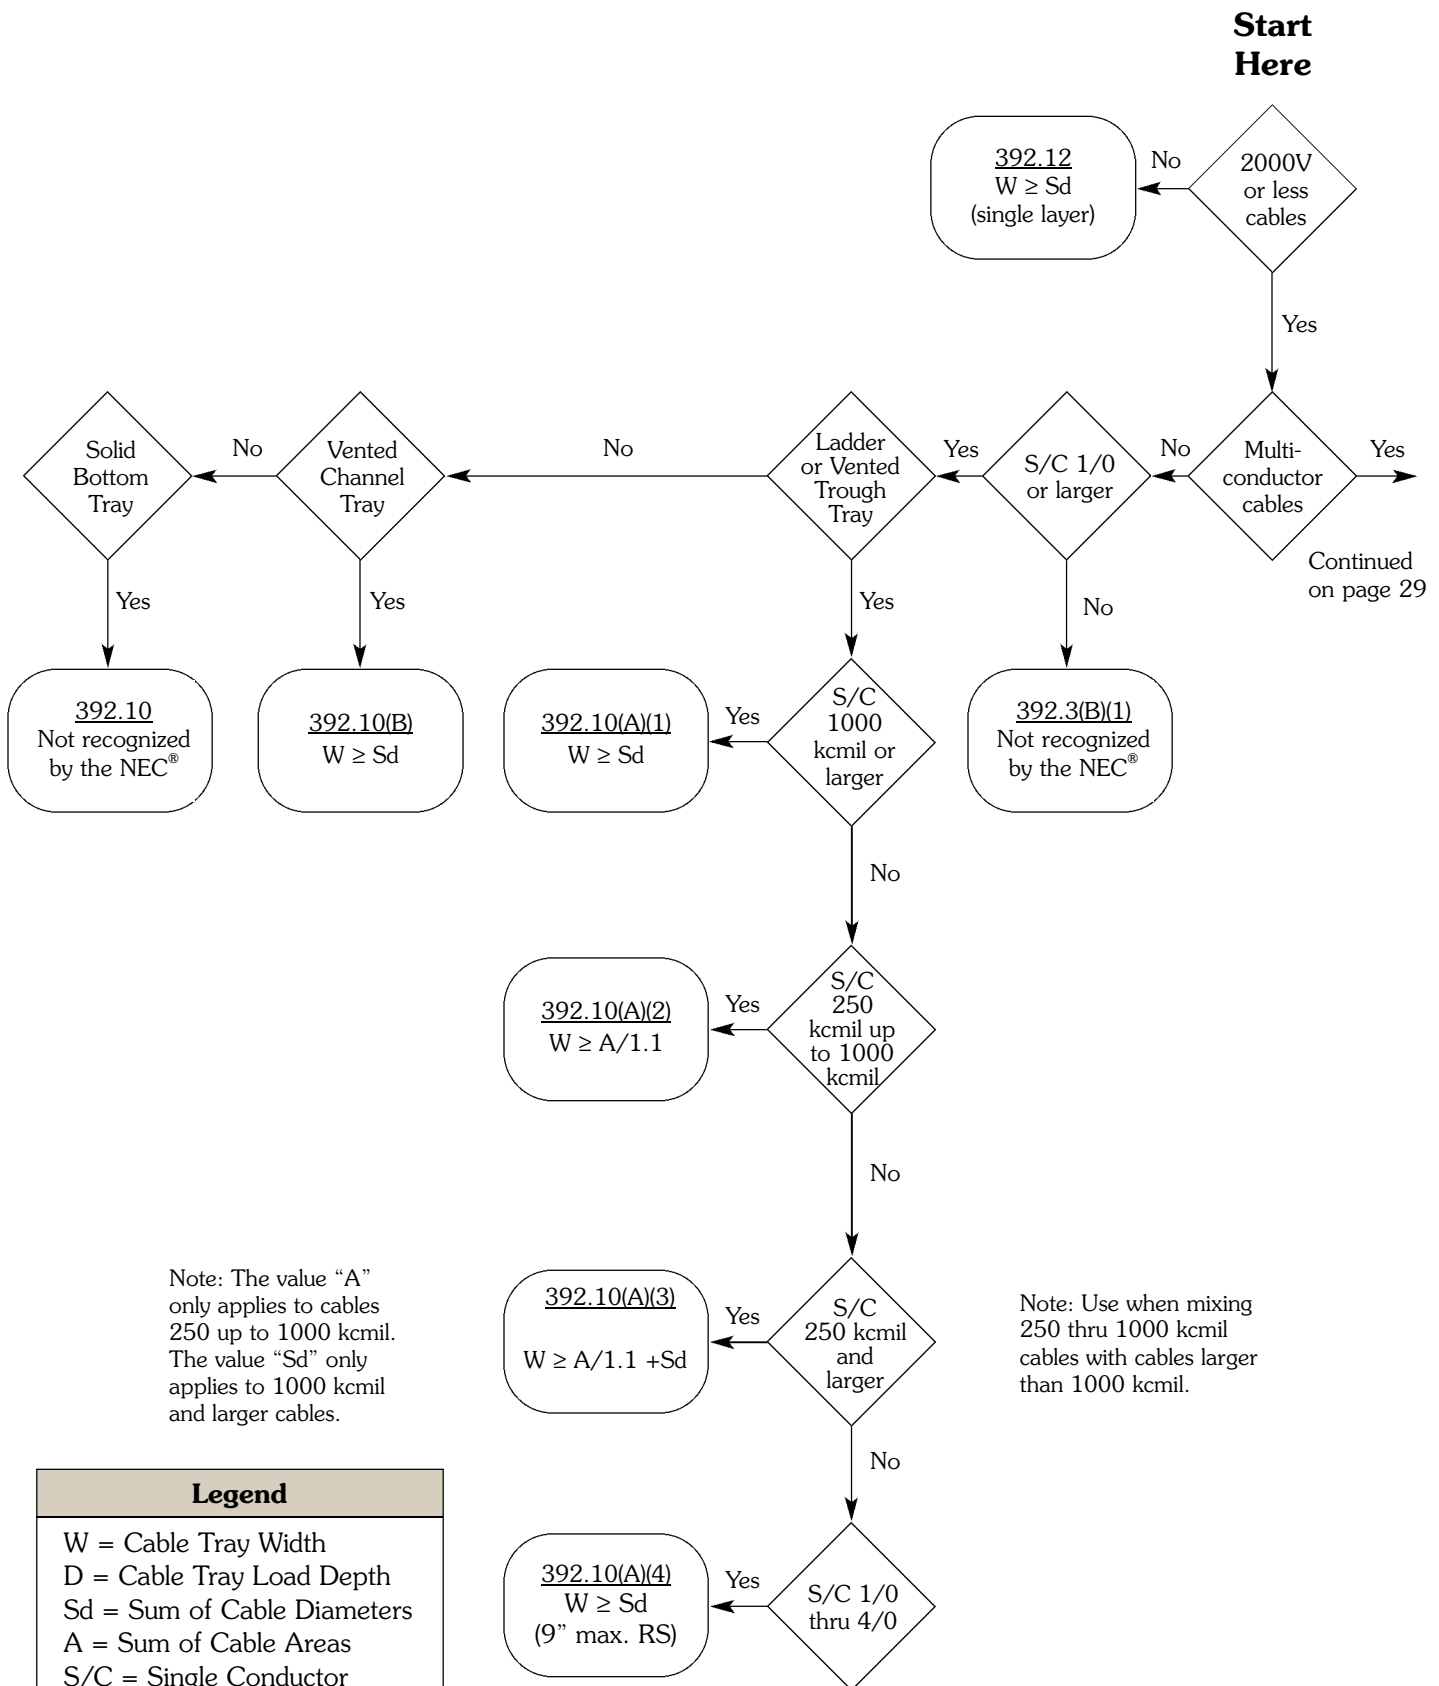 Start
Here
392.12
W ≥ Sd
(single layer)
No
2000V
or less
cables
Yes
Solid
Bottom
Tray
No
Vented
Channel
Tray
No
Ladder
or Vented
Trough
Tray
Yes
S/C 1/0
or larger
No
Multi-
conductor
cables
Yes
Continued
on page 29
Yes
Yes
Yes
No
392.10
Not recognized
by the NEC®
392.10(B)
W ≥ Sd
392.10(A)(1)
W ≥ Sd
Yes
S/C
1000
kcmil or
larger
392.3(B)(1)
Not recognized
by the NEC®
No
392.10(A)(2)
W ≥ A/1.1
Yes
S/C
250
kcmil up
to 1000
kcmil
No
Note: The value “A”
only applies to cables
250 up to 1000 kcmil.
The value “Sd” only
applies to 1000 kcmil
and larger cables.
392.10(A)(3)
W ≥ A/1.1 +Sd
Yes
S/C
250 kcmil
and
larger
Note: Use when mixing
250 thru 1000 kcmil
cables with cables larger
than 1000 kcmil.
No
Legend
W = Cable Tray Width
D = Cable Tray Load Depth
Sd = Sum of Cable Diameters
A = Sum of Cable Areas
S/C = Single Conductor
392.10(A)(4)
W ≥ Sd
(9” max. RS)
Yes
S/C 1/0
thru 4/0